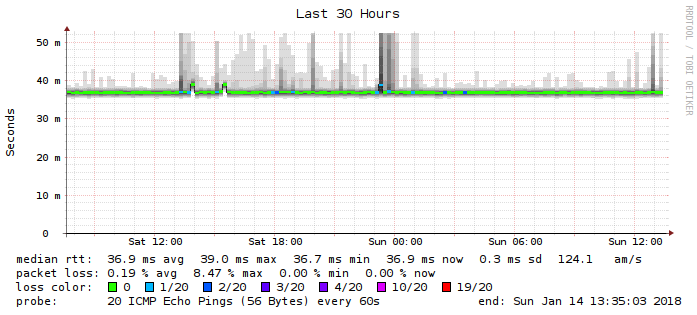 Last 30 Hours
RRDTOOL / TOBI OETIKER
Seconds
50 m
40 m
30 m
20 m
10 m
0
Sat 12:00 Sat 18:00 Sun 00:00 Sun 06:00 Sun 12:00
median rtt: 36.9 ms avg 39.0 ms max 36.7 ms min 36.9 ms now 0.3 ms sd 124.1 am/s
packet loss: 0.19 % avg 8.47 % max 0.00 % min 0.00 % now
loss color: 0 1/20 2/20 3/20 4/20 10/20 19/20
probe: 20 ICMP Echo Pings (56 Bytes) every 60s end: Sun Jan 14 13:35:03 2018